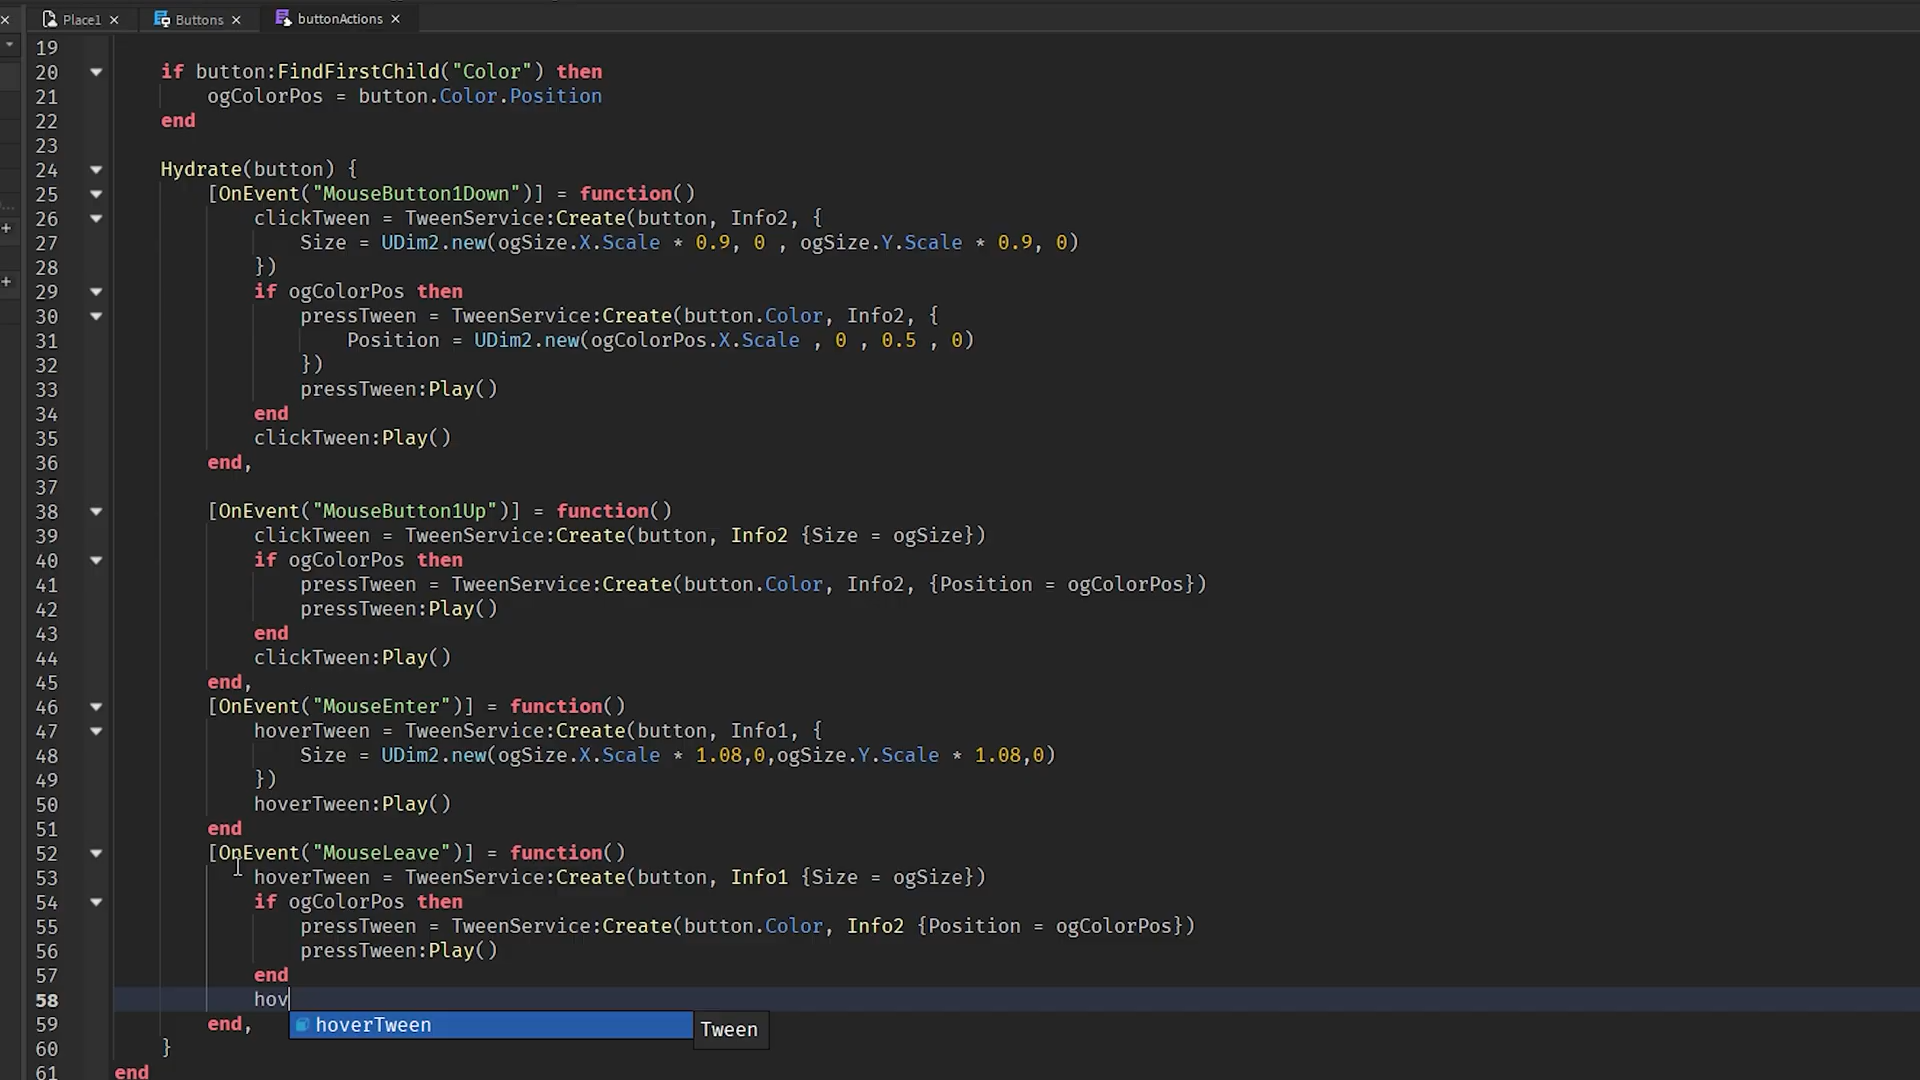 Place1 × Buttons × buttonActions ×
19
20 if button:FindFirstChild("Color") then
21 ogColorPos = button.Color.Position
22 end
23
24 Hydrate(button) {
25 [OnEvent("MouseButton1Down")] = function()
26 clickTween = TweenService:Create(button, Info2, {
27 Size = UDim2.new(ogSize.X.Scale * 0.9, 0 , ogSize.Y.Scale * 0.9, 0)
28 })
29 if ogColorPos then
30 pressTween = TweenService:Create(button.Color, Info2, {
31 Position = UDim2.new(ogColorPos.X.Scale , 0 , 0.5 , 0)
32 })
33 pressTween:Play()
34 end
35 clickTween:Play()
36 end,
37
38 [OnEvent("MouseButton1Up")] = function()
39 clickTween = TweenService:Create(button, Info2 {Size = ogSize})
40 if ogColorPos then
41 pressTween = TweenService:Create(button.Color, Info2, {Position = ogColorPos})
42 pressTween:Play()
43 end
44 clickTween:Play()
45 end,
46 [OnEvent("MouseEnter")] = function()
47 hoverTween = TweenService:Create(button, Info1, {
48 Size = UDim2.new(ogSize.X.Scale * 1.08,0,ogSize.Y.Scale * 1.08,0)
49 })
50 hoverTween:Play()
51 end
52 [OnEvent("MouseLeave")] = function()
53 hoverTween = TweenService:Create(button, Info1 {Size = ogSize})
54 if ogColorPos then
55 pressTween = TweenService:Create(button.Color, Info2 {Position = ogColorPos})
56 pressTween:Play()
57 end
58 hov
59 end, hoverTween Tween
60 }
61 end